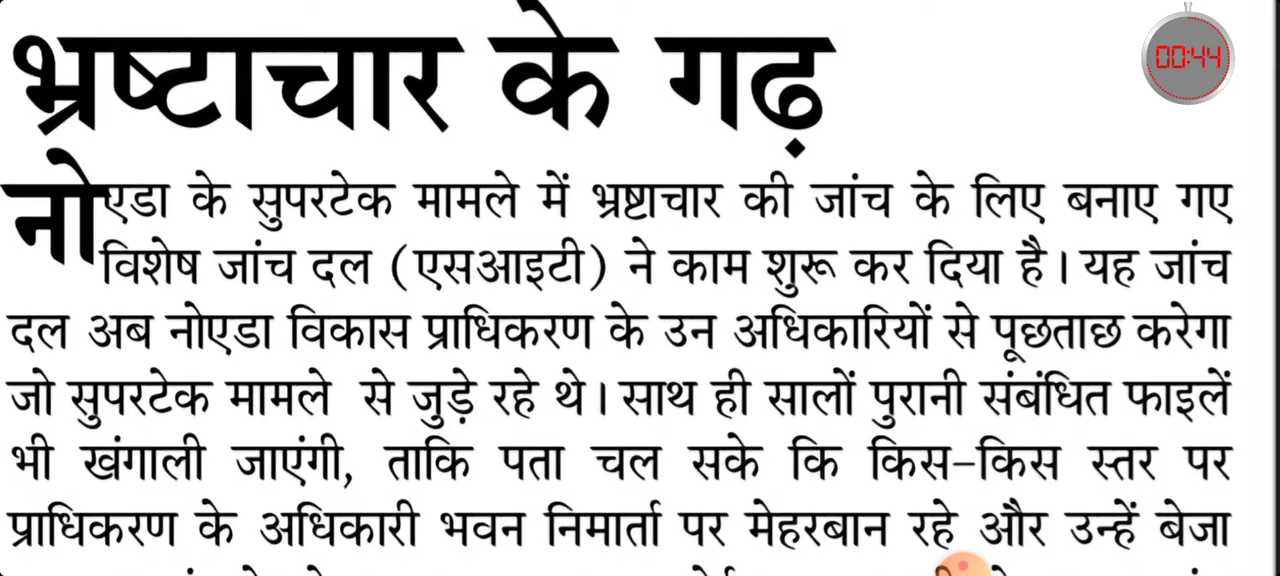 भ्रष्टाचार के गढ़
00:44
नोएडा के सुपरटेक मामले में भ्रष्टाचार की जांच के लिए बनाए गए
विशेष जांच दल (एसआइटी) ने काम शुरू कर दिया है। यह जांच
दल अब नोएडा विकास प्राधिकरण के उन अधिकारियों से पूछताछ करेगा
जो सुपरटेक मामले से जुड़े रहे थे। साथ ही सालों पुरानी संबंधित फाइलें
भी खंगाली जाएंगी, ताकि पता चल सके कि किस-किस स्तर पर
प्राधिकरण के अधिकारी भवन निमार्ता पर मेहरबान रहे और उन्हें बेजा